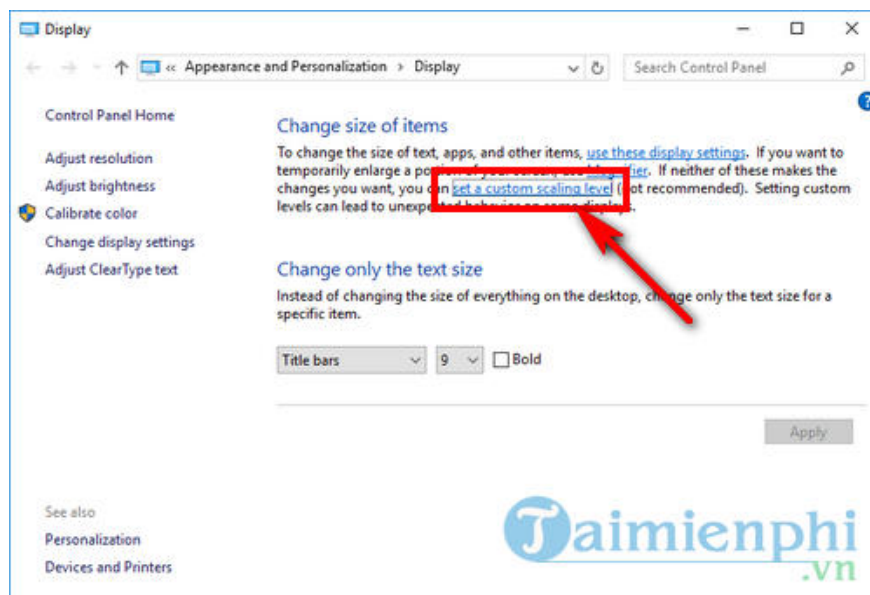 Display
« Appearance and Personalization > Display
Search Control Panel
Control Panel Home
Adjust resolution
Adjust brightness
Calibrate color
Change display settings
Adjust ClearType text
See also
Personalization
Devices and Printers
?
Change size of items
To change the size of text, apps, and other items, use these display settings. If you want to
temporarily enlarge a portion of your screen, use Magnifier. If neither of these makes the
changes you want, you can set a custom scaling level (not recommended). Setting custom
levels can lead to unexpected behavior on some displays.
Change only the text size
Instead of changing the size of everything on the desktop, change only the text size for a
specific item.
Title bars 9 Bold
Apply
Taimienphi
.vn